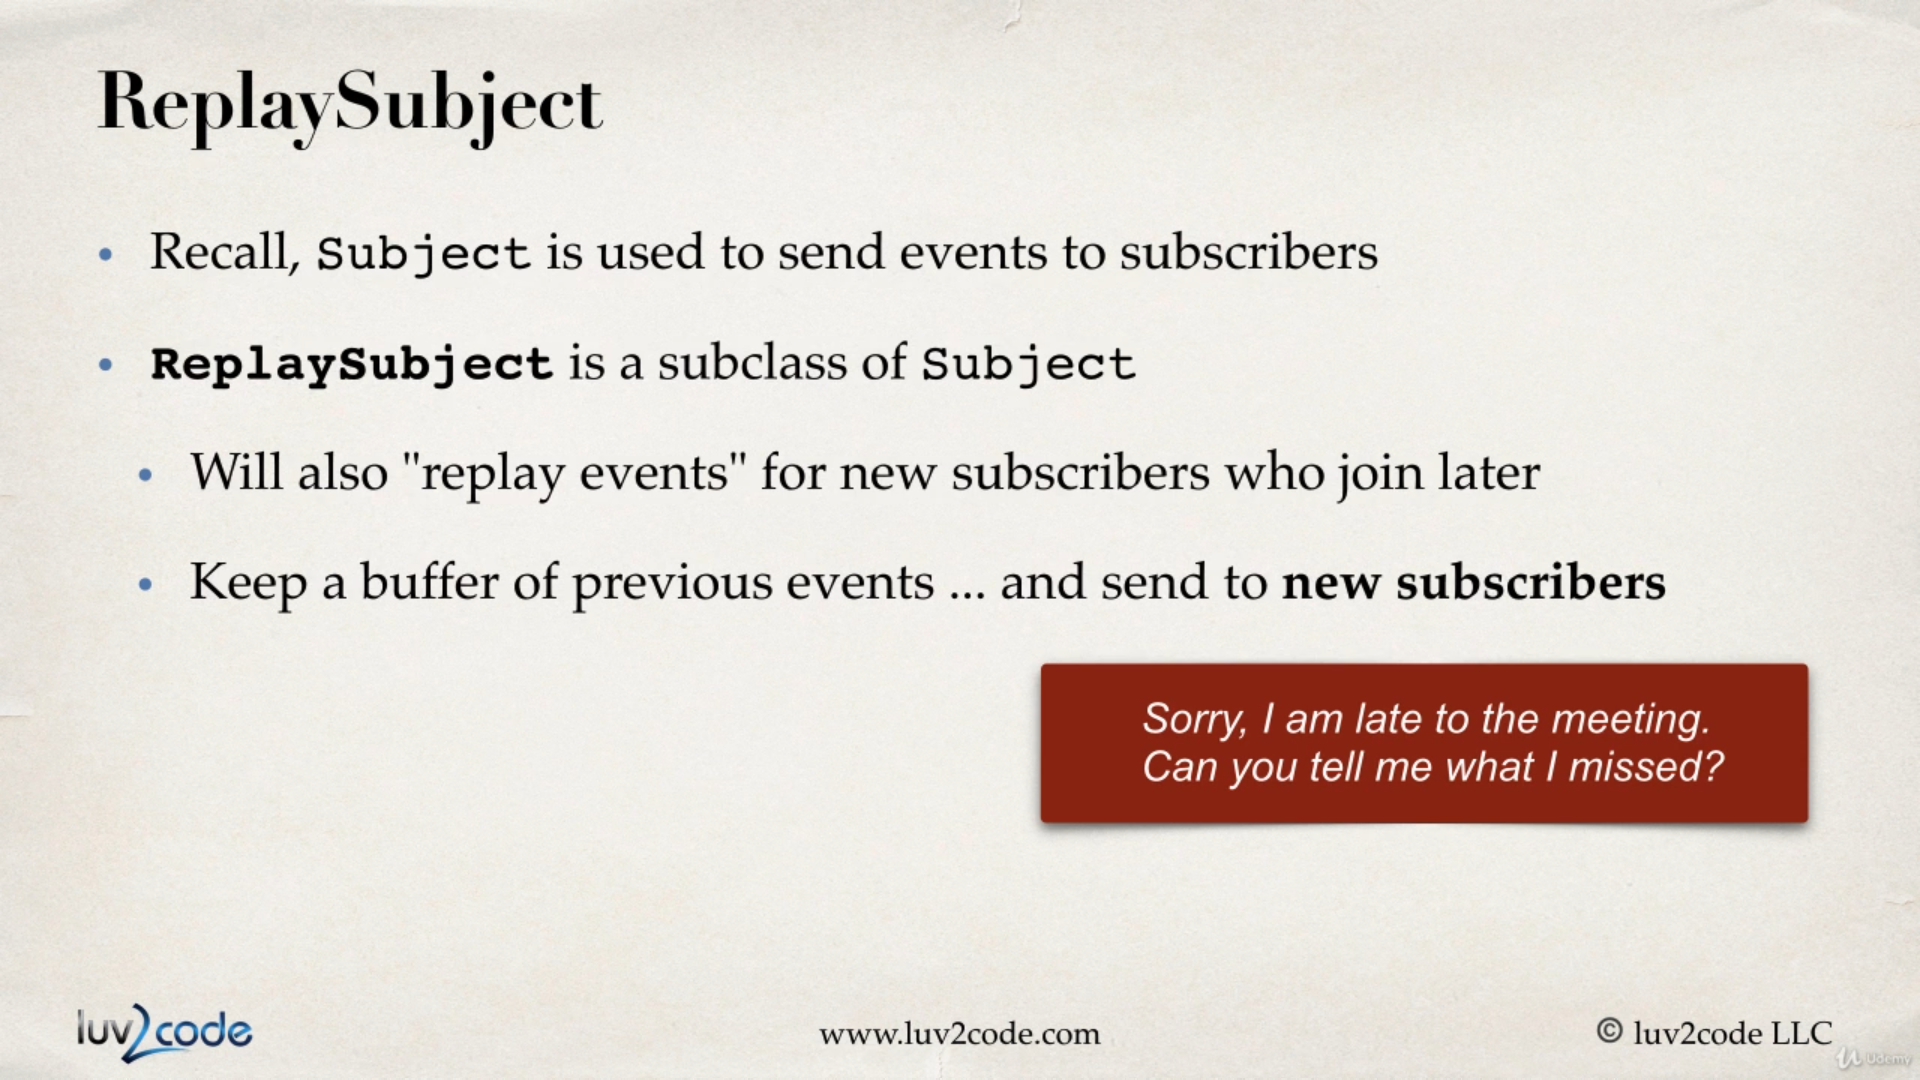 ReplaySubject
• Recall, Subject is used to send events to subscribers
• ReplaySubject is a subclass of Subject
• Will also "replay events" for new subscribers who join later
• Keep a buffer of previous events ... and send to new subscribers
Sorry, I am late to the meeting.
Can you tell me what I missed?
luv2code
www.luv2code.com
© luv2code LLC
Udemy